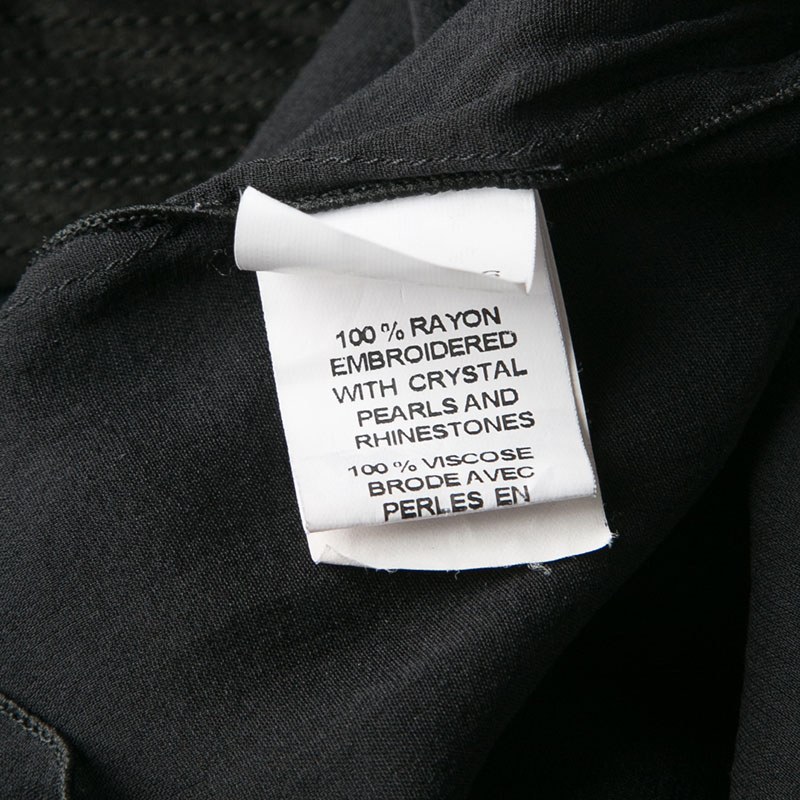 100 % RAYON
EMBROIDERED
WITH CRYSTAL
PEARLS AND
RHINESTONES
100 % VISCOSE
BRODE AVEC
PERLES EN